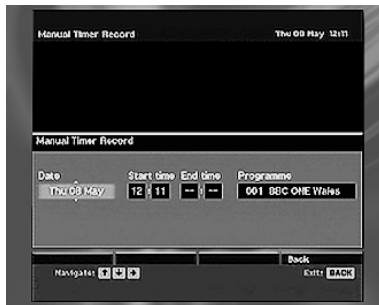 Manual Timer Record Thu 08 May 12:11
Manual Timer Record
Date Start time End time Programme
Thu 08 May 12 : 11 -- : -- 001 BBC ONE Wales
Back
Navigate: ↑ ↓ → Exit: BACK